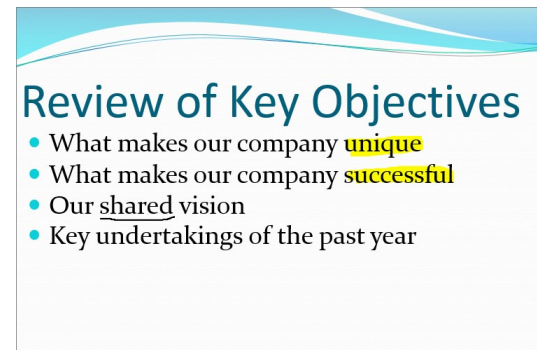 Review of Key Objectives
What makes our company unique
What makes our company successful
Our shared vision
Key undertakings of the past year